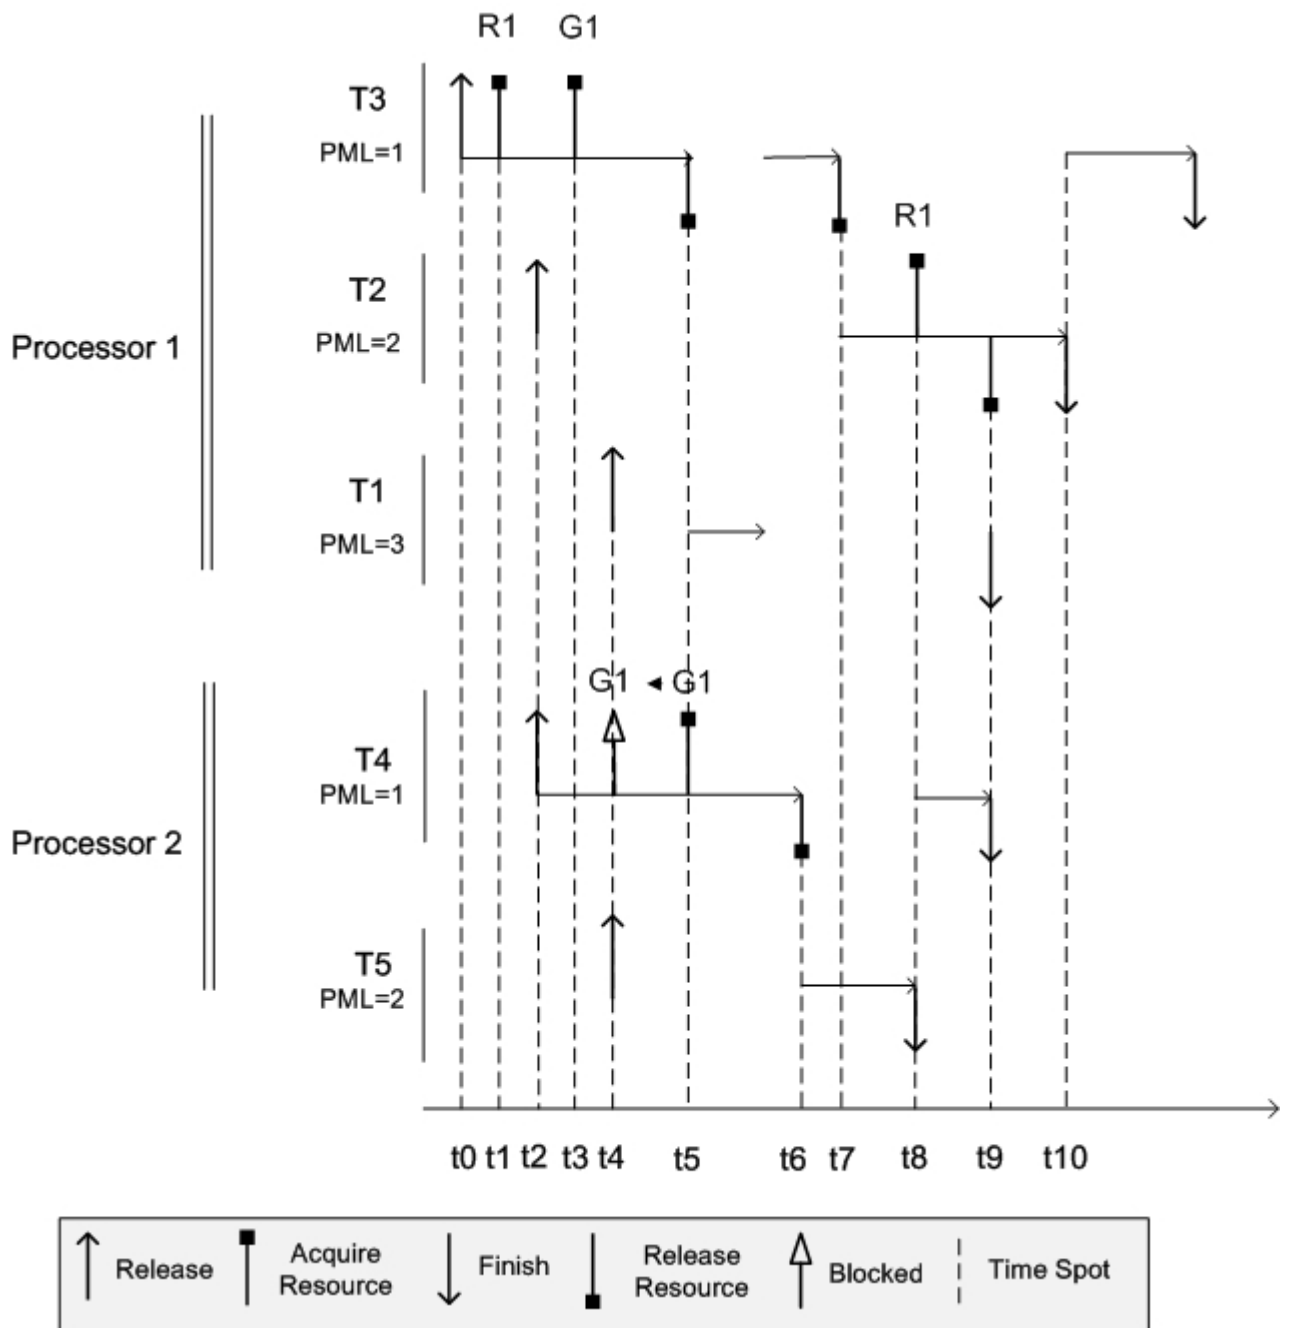 R1 G1
T3
PML=1
R1
T2
PML=2
Processor 1
T1
PML=3
G1 G1
T4
PML=1
Processor 2
T5
PML=2
t0 t1 t2 t3 t4 t5 t6 t7 t8 t9 t10
Release
Acquire
Resource
Finish
Release
Resource
Blocked
Time Spot